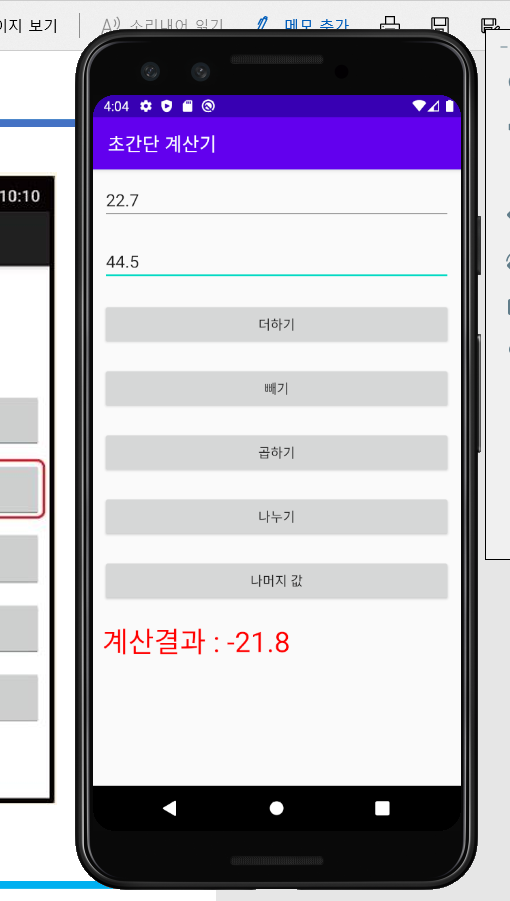 이지 보기
소리내어 읽기
메모 추가
10:10
4:04
초간단 계산기
22.7
44.5
더하기
빼기
곱하기
나누기
나머지 값
계산결과 : -21.8